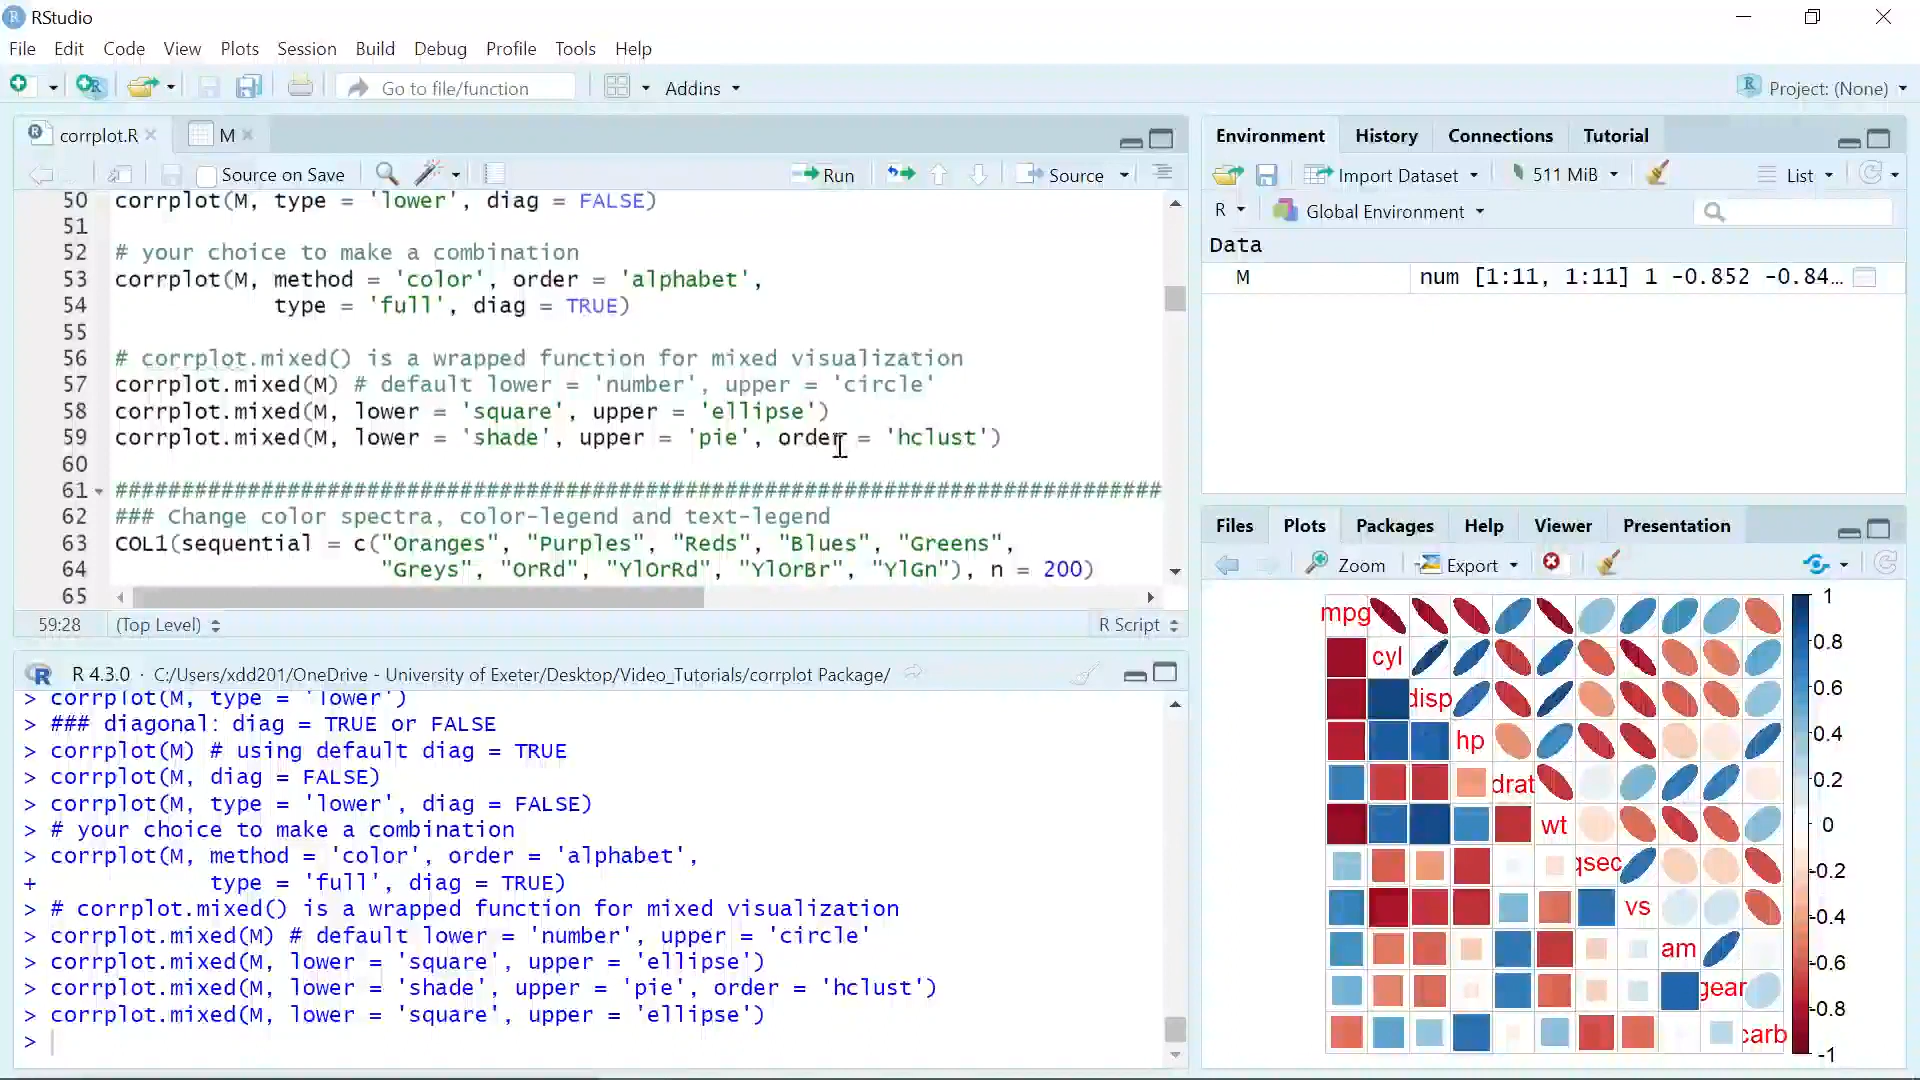 RStudio
File Edit Code View Plots Session Build Debug Profile Tools Help
Go to file/function Addins Project: (None)
corrplot.R M
Source on Save Run Source
50 corrplot(M, type = 'lower', diag = FALSE)
51
52 # your choice to make a combination
53 corrplot(M, method = 'color', order = 'alphabet',
54 type = 'full', diag = TRUE)
55
56 # corrplot.mixed() is a wrapped function for mixed visualization
57 corrplot.mixed(M) # default lower = 'number', upper = 'circle'
58 corrplot.mixed(M, lower = 'square', upper = 'ellipse')
59 corrplot.mixed(M, lower = 'shade', upper = 'pie', order = 'hclust')
60
61 ###############################################################################
62 ### Change color spectra, color-legend and text-legend
63 COL1(sequential = c("Oranges", "Purples", "Reds", "Blues", "Greens",
64 "Greys", "OrRd", "YlOrRd", "YlOrBr", "YlGn"), n = 200)
65
59:28 (Top Level) R Script
R 4.3.0 · C:/Users/xdd201/OneDrive - University of Exeter/Desktop/Video_Tutorials/corrplot Package/
> corrplot(M, type = 'lower')
> ### diagonal: diag = TRUE or FALSE
> corrplot(M) # using default diag = TRUE
> corrplot(M, diag = FALSE)
> corrplot(M, type = 'lower', diag = FALSE)
> # your choice to make a combination
> corrplot(M, method = 'color', order = 'alphabet',
+ type = 'full', diag = TRUE)
> # corrplot.mixed() is a wrapped function for mixed visualization
> corrplot.mixed(M) # default lower = 'number', upper = 'circle'
> corrplot.mixed(M, lower = 'square', upper = 'ellipse')
> corrplot.mixed(M, lower = 'shade', upper = 'pie', order = 'hclust')
> corrplot.mixed(M, lower = 'square', upper = 'ellipse')
>
Environment History Connections Tutorial
Import Dataset 511 MiB List
R Global Environment
Data
M num [1:11, 1:11] 1 -0.852 -0.84…
Files Plots Packages Help Viewer Presentation
Zoom Export
mpg
cyl
disp
hp
drat
wt
qsec
vs
am
gear
carb
1
0.8
0.6
0.4
0.2
0
-0.2
-0.4
-0.6
-0.8
-1